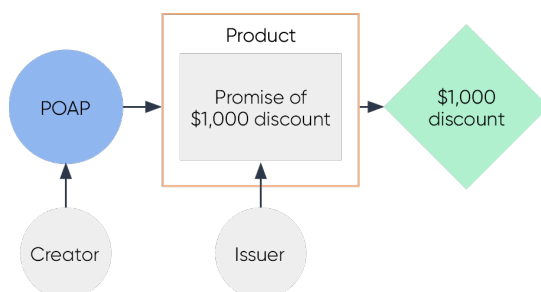 Product
POAP
Promise of
$1,000 discount
$1,000
discount
Creator
Issuer